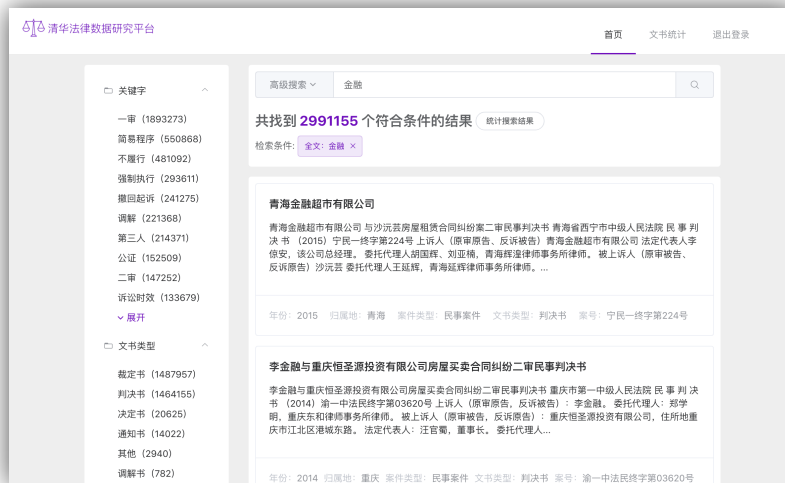 清华法律数据研究平台
首页 文书统计 退出登录
关键字
一审（1893273）
简易程序（550868）
不履行（481092）
强制执行（293611）
撤回起诉（241275）
调解（221368）
第三人（214371）
公证（152509）
二审（147252）
诉讼时效（133679）
展开
文书类型
裁定书（1487957）
判决书（1464155）
决定书（20625）
通知书（14022）
其他（2940）
调解书（782）
高级搜索 金融
共找到 2991155 个符合条件的结果 统计搜索结果
检索条件: 全文：金融 ×
青海金融超市有限公司
青海金融超市有限公司 与沙沅芸房屋租赁合同纠纷案二审民事判决书 青海省西宁市中级人民法院 民 事 判
决 书 （2015）宁民一终字第224号 上诉人（原审原告、反诉被告）青海金融超市有限公司 法定代表人李
倞安，该公司总经理。 委托代理人胡国辉、刘亚楠，青海辉湟律师事务所律师。 被上诉人（原审被告、
反诉原告）沙沅芸 委托代理人王延辉，青海延辉律师事务所律师。...
年份： 2015 归属地： 青海 案件类型： 民事案件 文书类型： 判决书 案号： 宁民一终字第224号
李金融与重庆恒圣源投资有限公司房屋买卖合同纠纷二审民事判决书
李金融与重庆恒圣源投资有限公司房屋买卖合同纠纷二审民事判决书 重庆市第一中级人民法院 民 事 判 决
书 （2014）渝一中法民终字第03620号 上诉人（原审原告，反诉被告）：李金融。 委托代理人：郑学
明，重庆东和律师事务所律师。 被上诉人（原审被告，反诉原告）：重庆恒圣源投资有限公司，住所地重
庆市江北区港城东路。 法定代表人：汪官蜀，董事长。 委托代理人...
年份： 2014 归属地： 重庆 案件类型： 民事案件 文书类型： 判决书 案号： 渝一中法民终字第03620号